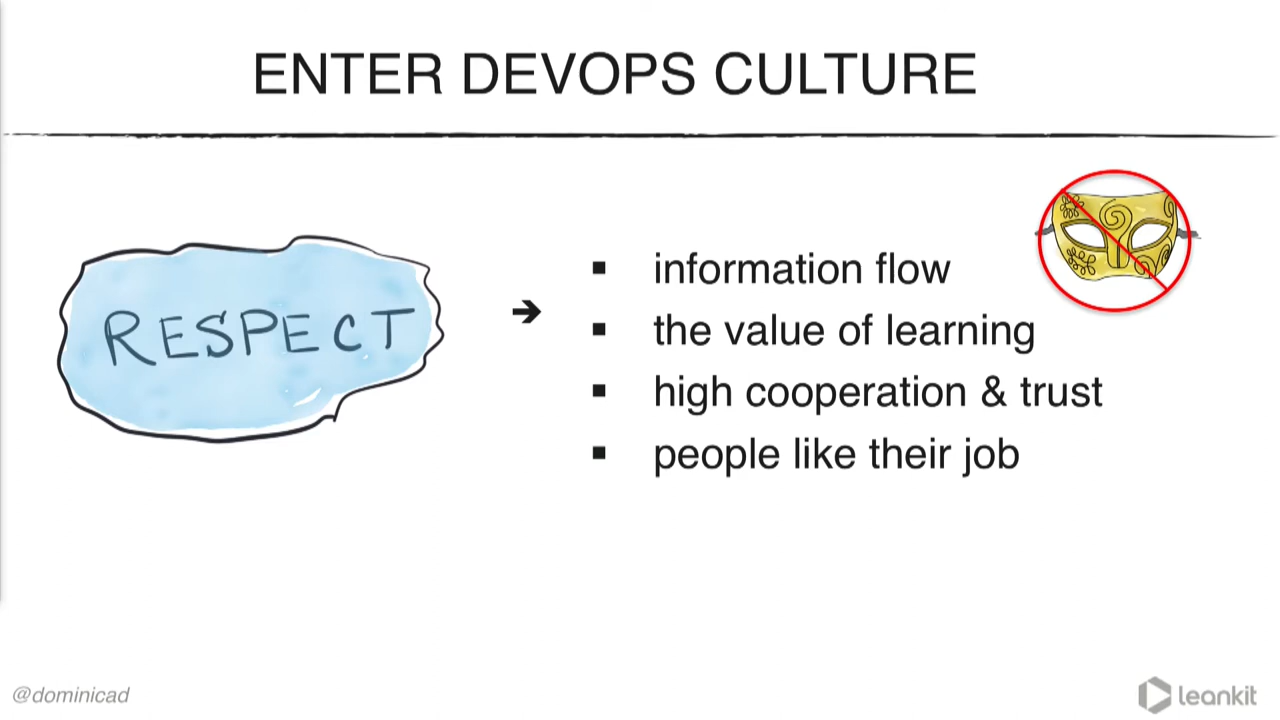 ENTER DEVOPS CULTURE
RESPECT
➔
▪ information flow
▪ the value of learning
▪ high cooperation & trust
▪ people like their job
@dominicad
leankit